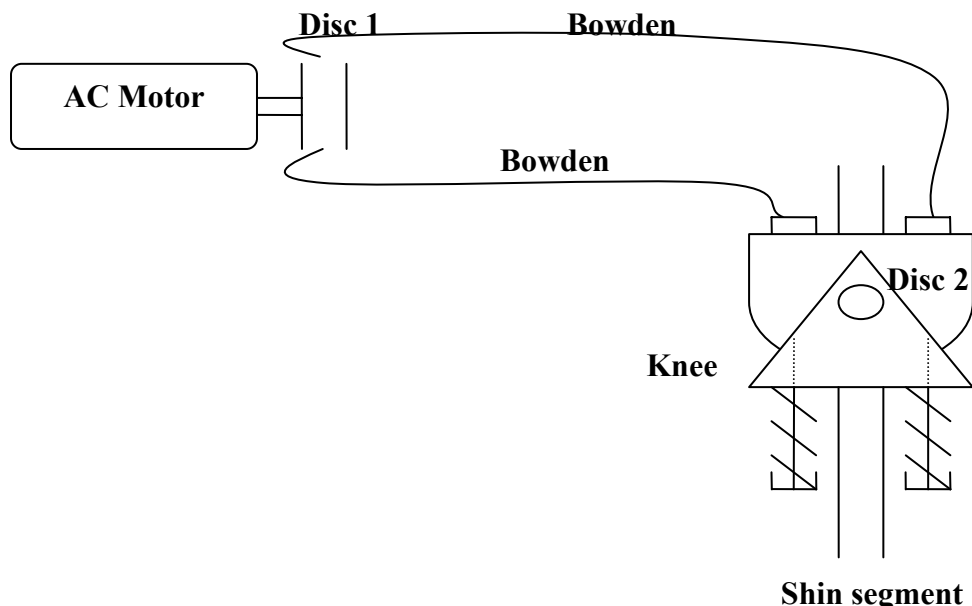 Disc 1
Bowden
AC Motor
Bowden
Disc 2
Knee
Shin segment